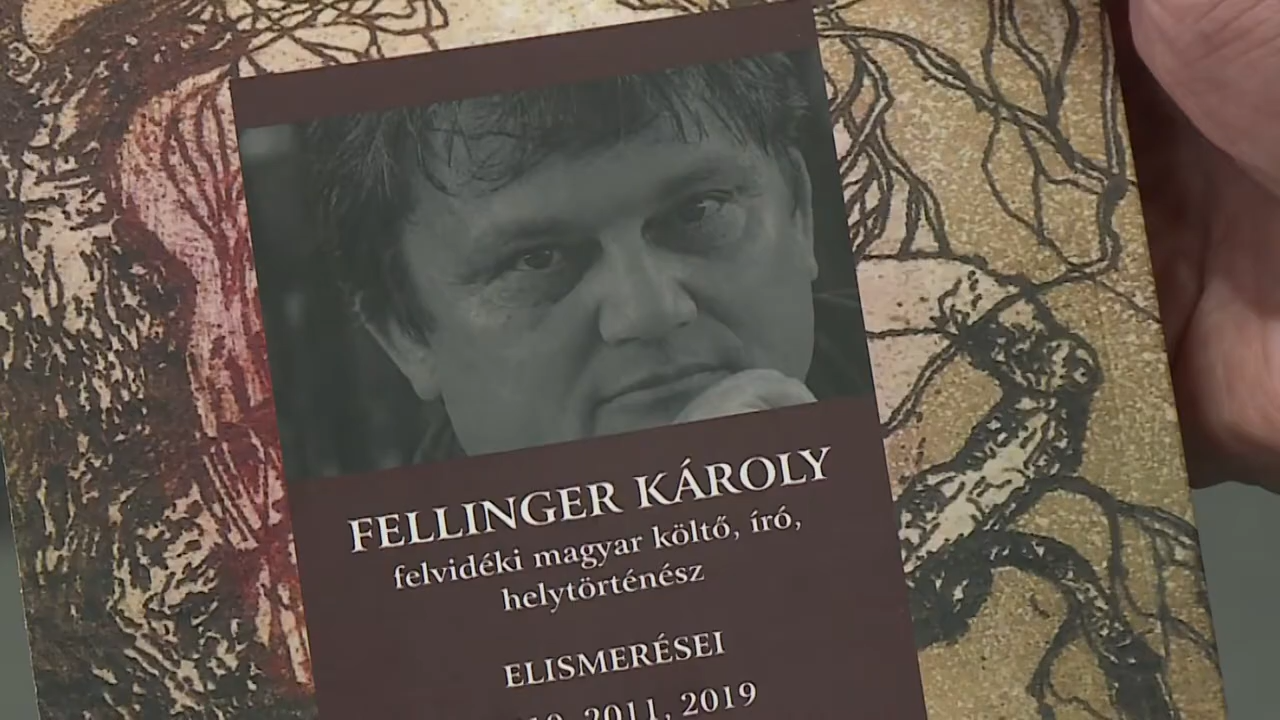 FELLINGER KÁROLY
felvidéki magyar költő, író,
helytörténész
ELISMERÉSEI
2011, 2019